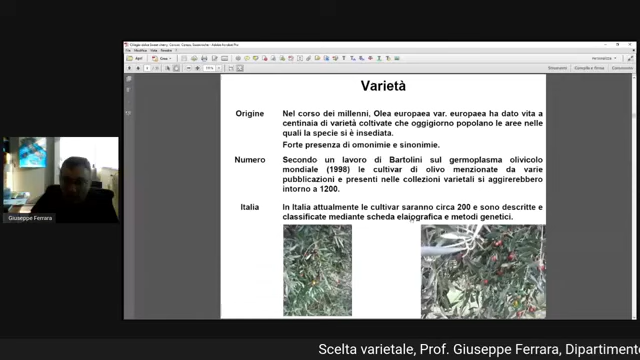 Varietà
Origine
Nel corso dei millenni, Olea europaea var. europaea ha dato vita a
centinaia di varietà coltivate che oggigiorno popolano le aree nelle
quali la specie si è insediata.
Forte presenza di omonimie e sinonimie.
Numero
Secondo un lavoro di Bartolini sul germoplasma olivicolo
mondiale (1998) le cultivar di olivo menzionate da varie
pubblicazioni e presenti nelle collezioni varietali si aggirerebbero
intorno a 1200.
Italia
In Italia attualmente le cultivar saranno circa 200 e sono descritte e
classificate mediante scheda elaiografica e metodi genetici.
Giuseppe Ferrara
Scelta varietale, Prof. Giuseppe Ferrara, Dipartimento